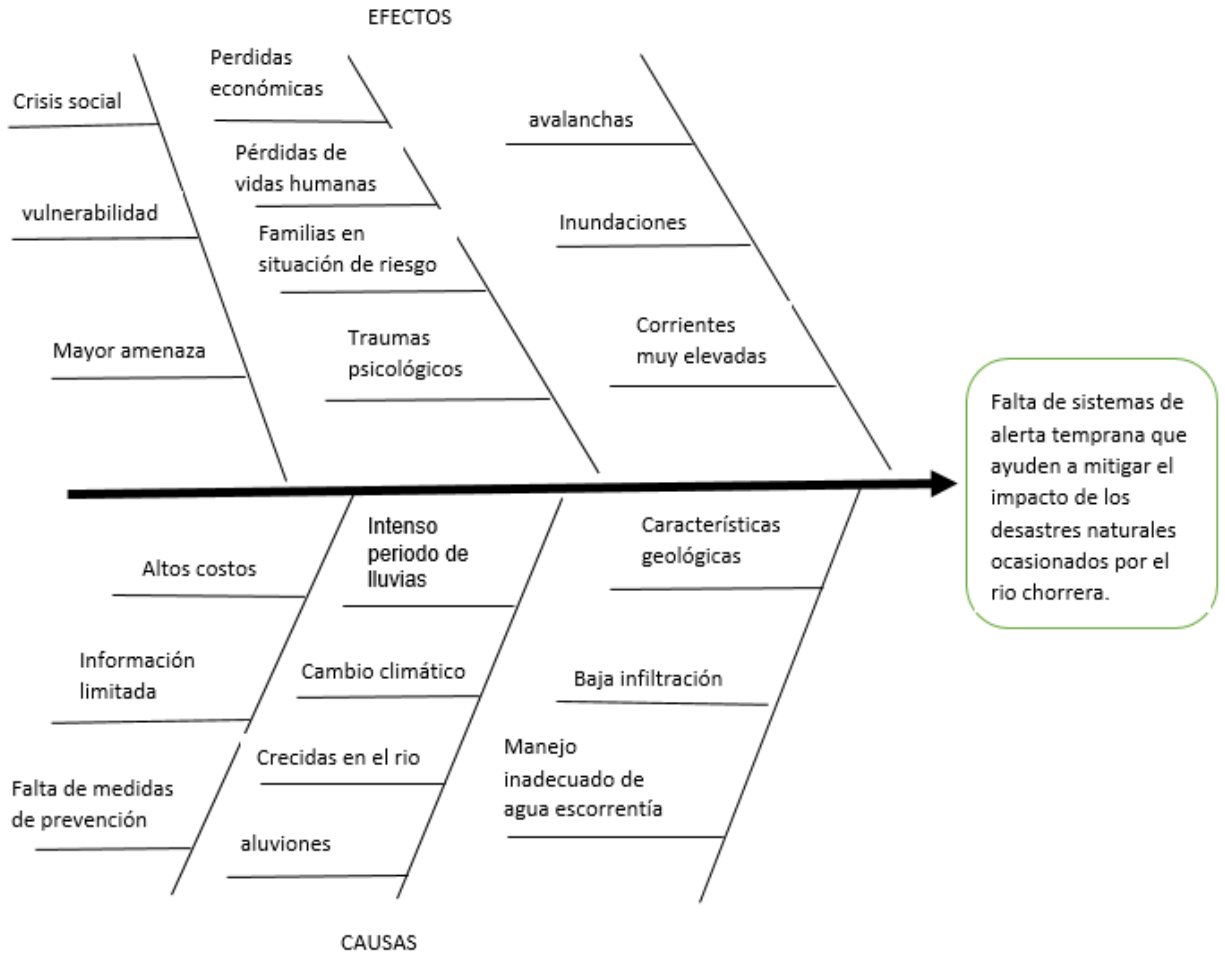 EFECTOS
Crisis social
vulnerabilidad
Mayor amenaza
Perdidas
económicas
Pérdidas de
vidas humanas
Familias en
situación de riesgo
Traumas
psicológicos
avalanchas
Inundaciones
Corrientes
muy elevadas
Falta de sistemas de
alerta temprana que
ayuden a mitigar el
impacto de los
desastres naturales
ocasionados por el
rio chorrera.
Altos costos
Información
limitada
Falta de medidas
de prevención
Intenso
periodo de
lluvias
Cambio climático
Crecidas en el rio
aluviones
Características
geológicas
Baja infiltración
Manejo
inadecuado de
agua escorrentía
CAUSAS